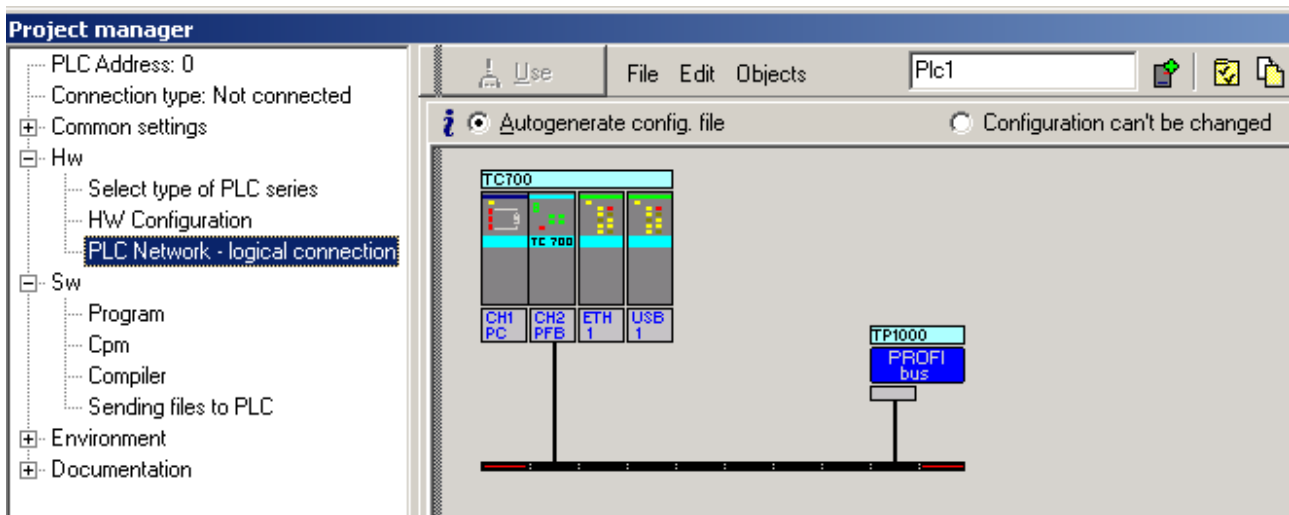 Project manager
PLC Address: 0
Connection type: Not connected
Common settings
Hw
Select type of PLC series
HW Configuration
PLC Network - logical connection
Sw
Program
Cpm
Compiler
Sending files to PLC
Environment
Documentation
Use File Edit Objects Plc1
Autogenerate config. file Configuration can't be changed
TC700
TC 700
CH1 CH2 ETH USB
PC PFB 1 1
TP1000
PROFI
bus